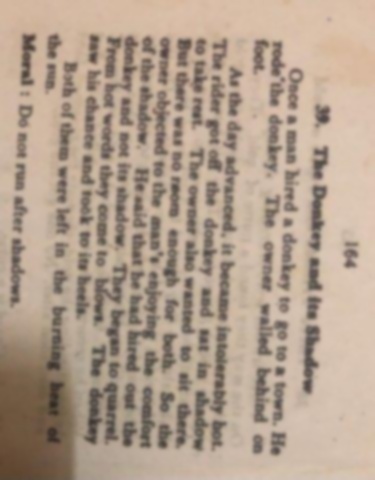 164
39. The Donkey and its Shadow
Once a man hired a donkey to go to a town. He
rode the donkey. The owner walked behind on
foot.
As the day advanced, it became intolerably hot.
The rider got off the donkey and sat in shadow
to take rest. The owner also wanted to sit there.
But there was no room enough for both. So the
owner objected to the man's enjoying the comfort
of the shadow. He said that he had hired out the
donkey and not its shadow. They began to quarrel.
From hot words they come to blows. The donkey
saw his chance and took to its heels.
Both of them were left in the burning heat of
the sun.
Moral : Do not run after shadows.